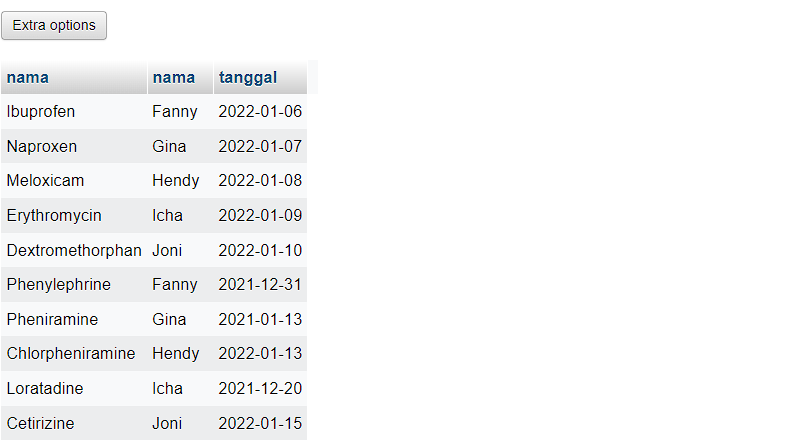 Extra options
nama nama tanggal
Ibuprofen Fanny 2022-01-06
Naproxen Gina 2022-01-07
Meloxicam Hendy 2022-01-08
Erythromycin Icha 2022-01-09
Dextromethorphan Joni 2022-01-10
Phenylephrine Fanny 2021-12-31
Pheniramine Gina 2021-01-13
Chlorpheniramine Hendy 2022-01-13
Loratadine Icha 2021-12-20
Cetirizine Joni 2022-01-15